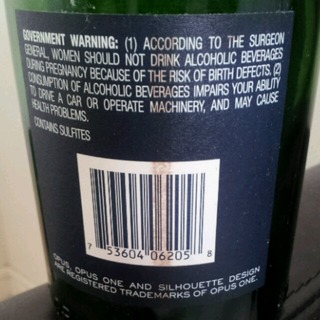 GOVERNMENT WARNING: (1) ACCORDING TO THE SURGEON
GENERAL, WOMEN SHOULD NOT DRINK ALCOHOLIC BEVERAGES
DURING PREGNANCY BECAUSE OF THE RISK OF BIRTH DEFECTS. (2)
CONSUMPTION OF ALCOHOLIC BEVERAGES IMPAIRS YOUR ABILITY
TO DRIVE A CAR OR OPERATE MACHINERY, AND MAY CAUSE
HEALTH PROBLEMS.
CONTAINS SULFITES
7 53604 06205 8
OPUS, OPUS ONE AND SILHOUETTE DESIGN
ARE REGISTERED TRADEMARKS OF OPUS ONE.